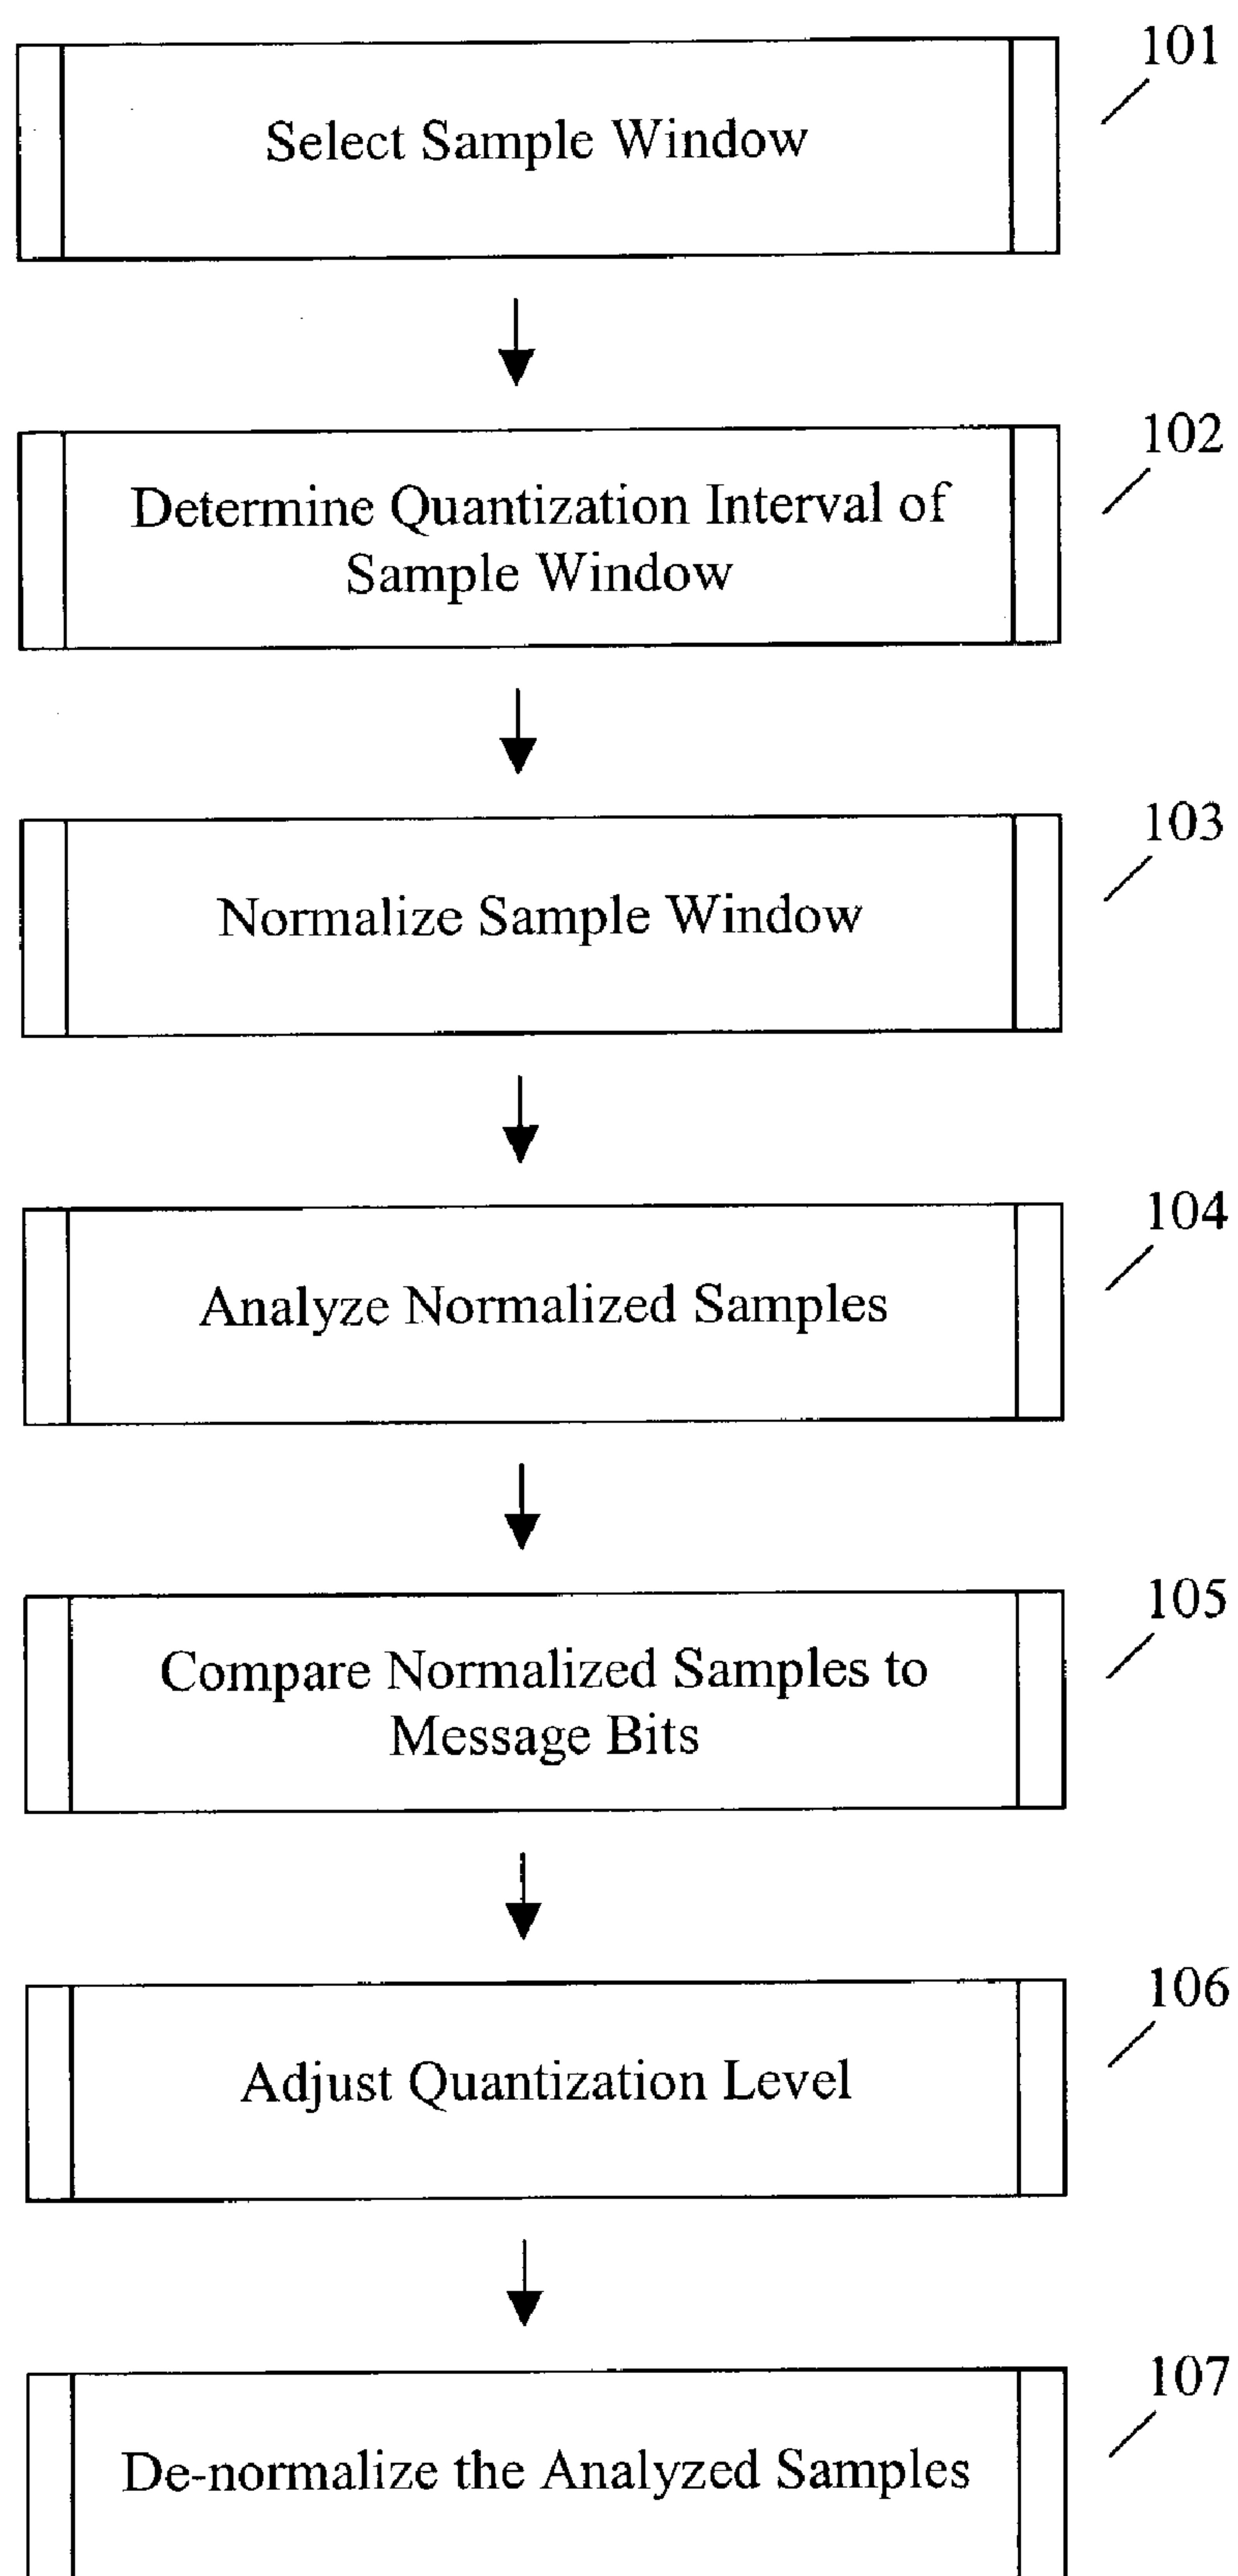 101
Select Sample Window
102
Determine Quantization Interval of
Sample Window
103
Normalize Sample Window
104
Analyze Normalized Samples
105
Compare Normalized Samples to
Message Bits
106
Adjust Quantization Level
107
De-normalize the Analyzed Samples